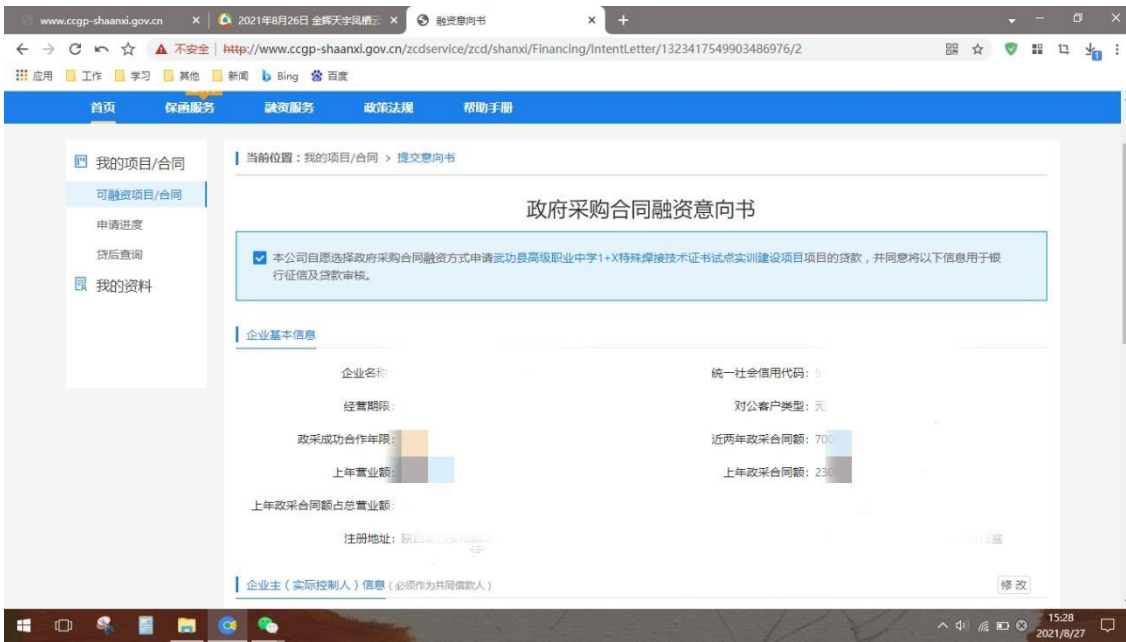 www.ccgp-shaanxi.gov.cn
2021年8月26日 金辉天宇凤栖云
融资意向书
不安全 http://www.ccgp-shaanxi.gov.cn/zcdservice/zcd/shanxi/Financing/IntentLetter/1323417549903486976/2
应用 工作 学习 其他 新闻 Bing 百度
首页 保函服务 融资服务 政策法规 帮助手册
我的项目/合同
可融资项目/合同
申请进度
贷后查询
我的资料
当前位置：我的项目/合同 > 提交意向书
政府采购合同融资意向书
本公司自愿选择政府采购合同融资方式申请武功县高级职业中学1+X特殊焊接技术证书试点实训建设项目项目的贷款，并同意将以下信息用于银
行征信及贷款审核。
企业基本信息
企业名称
统一社会信用代码：9
经营期限：
对公客户类型：无
政采成功合作年限：
近两年政采合同额：700
上年营业额：
上年政采合同额：230
上年政采合同额占总营业额：
注册地址：陕西
室
企业主（实际控制人）信息（必须作为共同借款人）
修改
15:28
2021/8/27